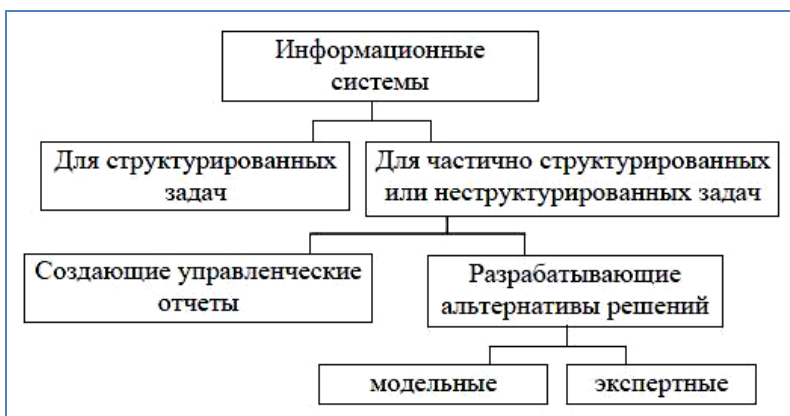 Информационные
системы
Для структурированных
задач
Для частично структурированных
или неструктурированных задач
Создающие управленческие
отчеты
Разрабатывающие
альтернативы решений
модельные
экспертные